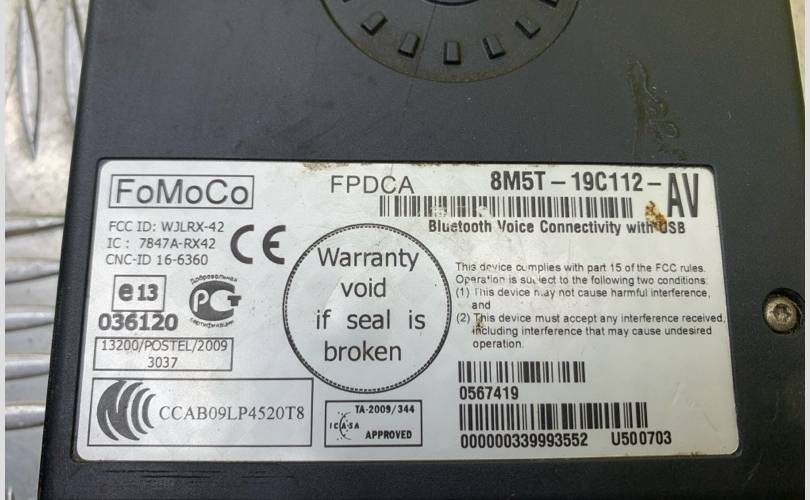 FoMoCo
FPDCA
8M5T-19C112-AV
Bluetooth Voice Connectivity with USB
FCC ID: WJLRX-42
IC : 7847A-RX42
CNC-ID 16-6360
CE
e13
036120
Добровольная
РСТ
сертификации
13200/POSTEL/2009
3037
CCAB09LP4520T8
Warranty
void
if seal is
broken
ICASA
TA-2009/344
APPROVED
This device complies with part 15 of the FCC rules.
Operation is subject to the following two conditions:
(1) This device may not cause harmful interference,
and
(2) This device must accept any interference received,
including interference that may cause undesired
operation.
0567419
000000339993552 U500703